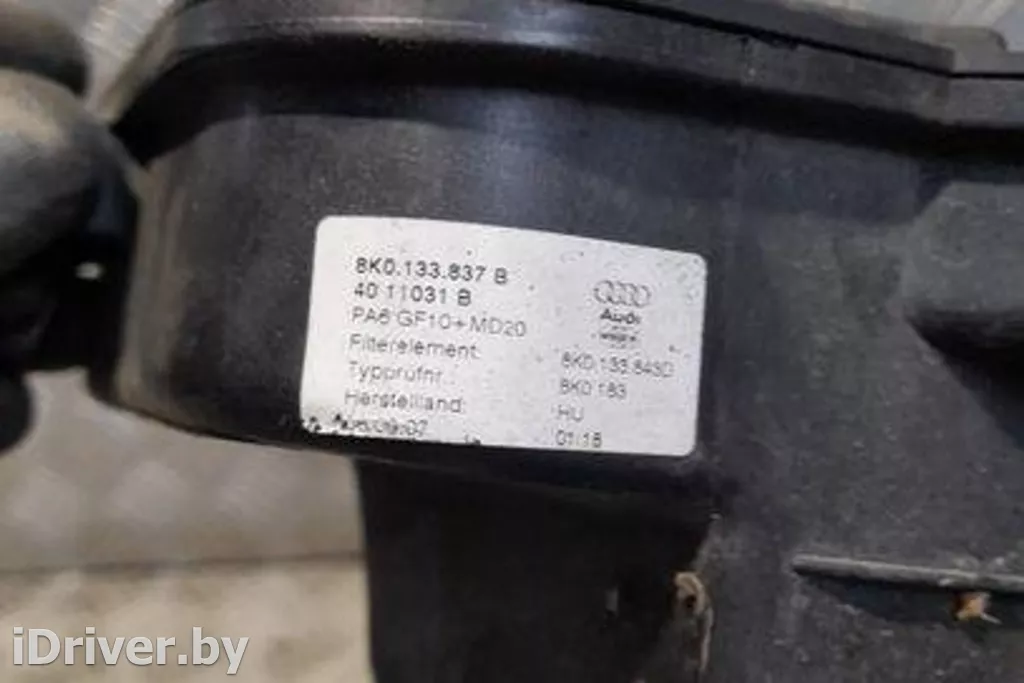 8K0.133.837 B
40 11031 B
PA6 GF10+MD20
Audi
Filterelement: 8K0.133.843D
Typprüfnr.: 8K0 183
Herstelland: HU
01:18
iDriver.by